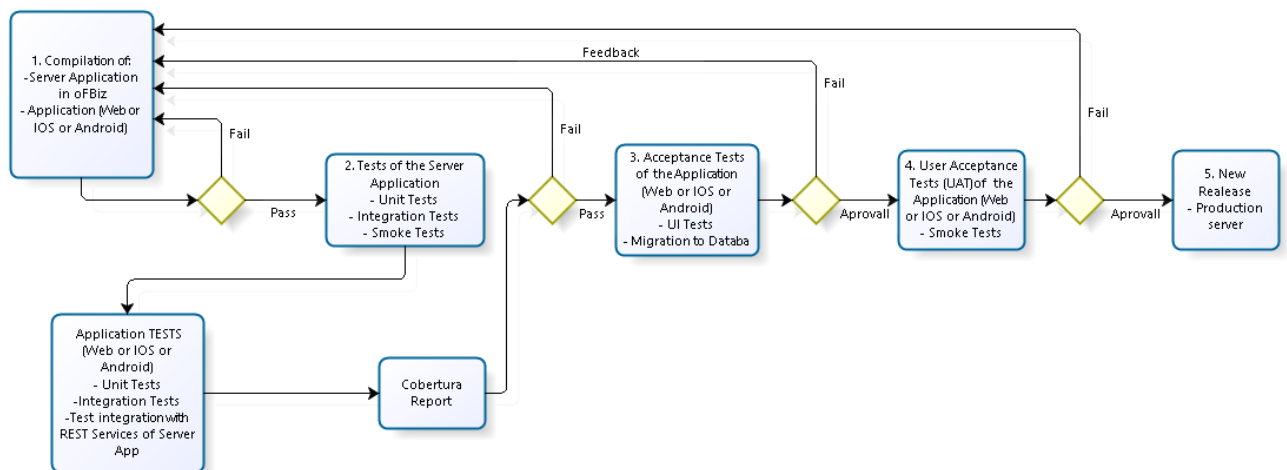 Feedback
1. Compilation of:
-Server Application
in oFBiz
- Application (Web or
IOS or Android)
Fail
Fail
Fail
Fail
2. Tests of the Server
Application
- Unit Tests
- Integration Tests
- Smoke Tests
3. Acceptance Tests
of the Application
(Web or IOS or
Android)
- UI Tests
- Migration to Databa
4. User Acceptance
Tests (UAT)of the
Application (Web
or IOS or Android)
- Smoke Tests
5. New
Realease
- Production
server
Pass
Pass
Aprovall
Aprovall
Application TESTS
(Web or IOS or
Android)
- Unit Tests
-Integration Tests
-Test integration with
REST Services of Server
App
Cobertura
Report